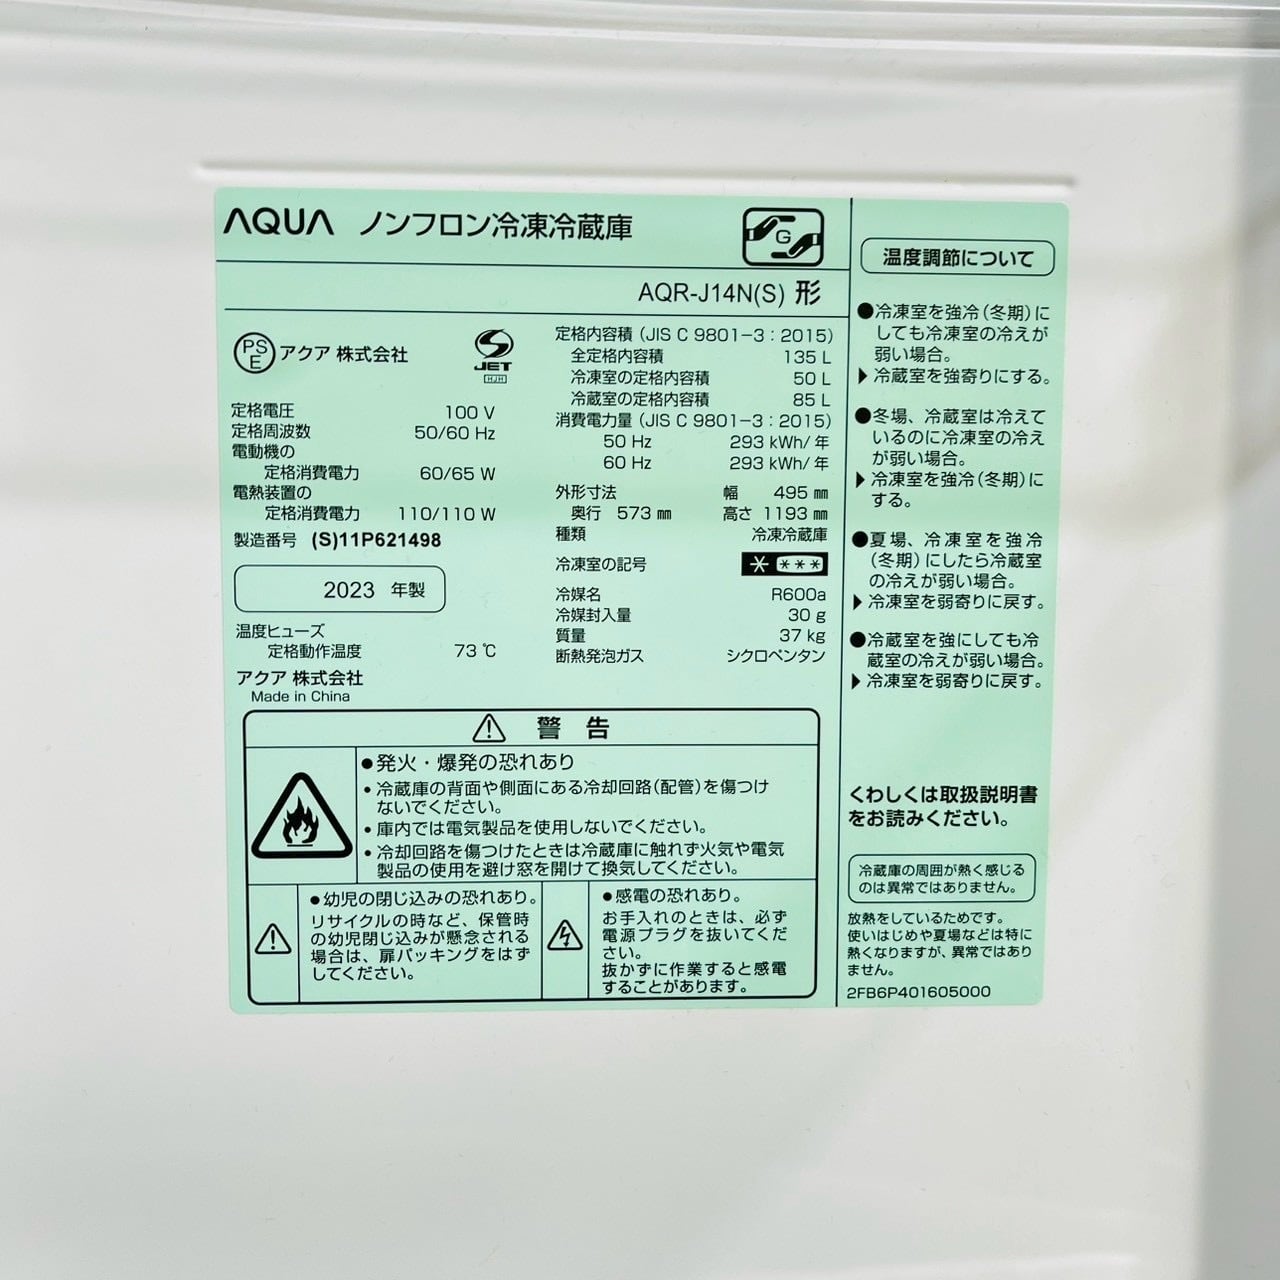 AQUA ノンフロン冷凍冷蔵庫
G
AQR-J14N(S) 形
PS
E
アクア 株式会社
JET
HJH
定格電圧 100 V
定格周波数 50/60 Hz
電動機の
定格消費電力 60/65 W
電熱装置の
定格消費電力 110/110 W
製造番号 (S)11P621498
2023 年製
温度ヒューズ
定格動作温度 73 ℃
アクア 株式会社
Made in China
定格内容積 (JIS C 9801-3：2015)
全定格内容積 135 L
冷凍室の定格内容積 50 L
冷蔵室の定格内容積 85 L
消費電力量 (JIS C 9801-3：2015)
50 Hz 293 kWh/年
60 Hz 293 kWh/年
外形寸法 幅 495 mm
奥行 573 mm 高さ 1193 mm
種類 冷凍冷蔵庫
冷凍室の記号 * ***
冷媒名 R600a
冷媒封入量 30 g
質量 37 kg
断熱発泡ガス シクロペンタン
警 告
●発火・爆発の恐れあり
・冷蔵庫の背面や側面にある冷却回路(配管)を傷つけ
ないでください。
・庫内では電気製品を使用しないでください。
・冷却回路を傷つけたときは冷蔵庫に触れず火気や電気
製品の使用を避け窓を開けて換気してください。
●幼児の閉じ込みの恐れあり。
リサイクルの時など、保管時
の幼児閉じ込みが懸念される
場合は、扉パッキングをはず
してください。
●感電の恐れあり。
お手入れのときは、必ず
電源プラグを抜いてくだ
さい。
抜かずに作業すると感電
することがあります。
温度調節について
●冷凍室を強冷(冬期)に
しても冷凍室の冷えが
弱い場合。
▶冷蔵室を強寄りにする。
●冬場、冷蔵室は冷えて
いるのに冷凍室の冷え
が弱い場合。
▶冷凍室を強冷(冬期)に
する。
●夏場、冷凍室を強冷
(冬期)にしたら冷蔵室
の冷えが弱い場合。
▶冷凍室を弱寄りに戻す。
●冷蔵室を強にしても冷
蔵室の冷えが弱い場合。
▶冷凍室を弱寄りに戻す。
くわしくは取扱説明書
をお読みください。
冷蔵庫の周囲が熱く感じる
のは異常ではありません。
放熱をしているためです。
使いはじめや夏場などは特に
熱くなりますが、異常ではあり
ません。
2FB6P401605000